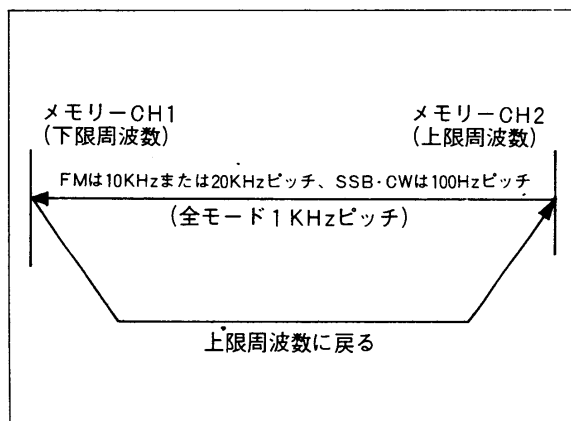 メモリーCH1
(下限周波数)
メモリーCH2
(上限周波数)
FMは10KHzまたは20KHzピッチ、SSB・CWは100Hzピッチ
(全モード1KHzピッチ)
上限周波数に戻る